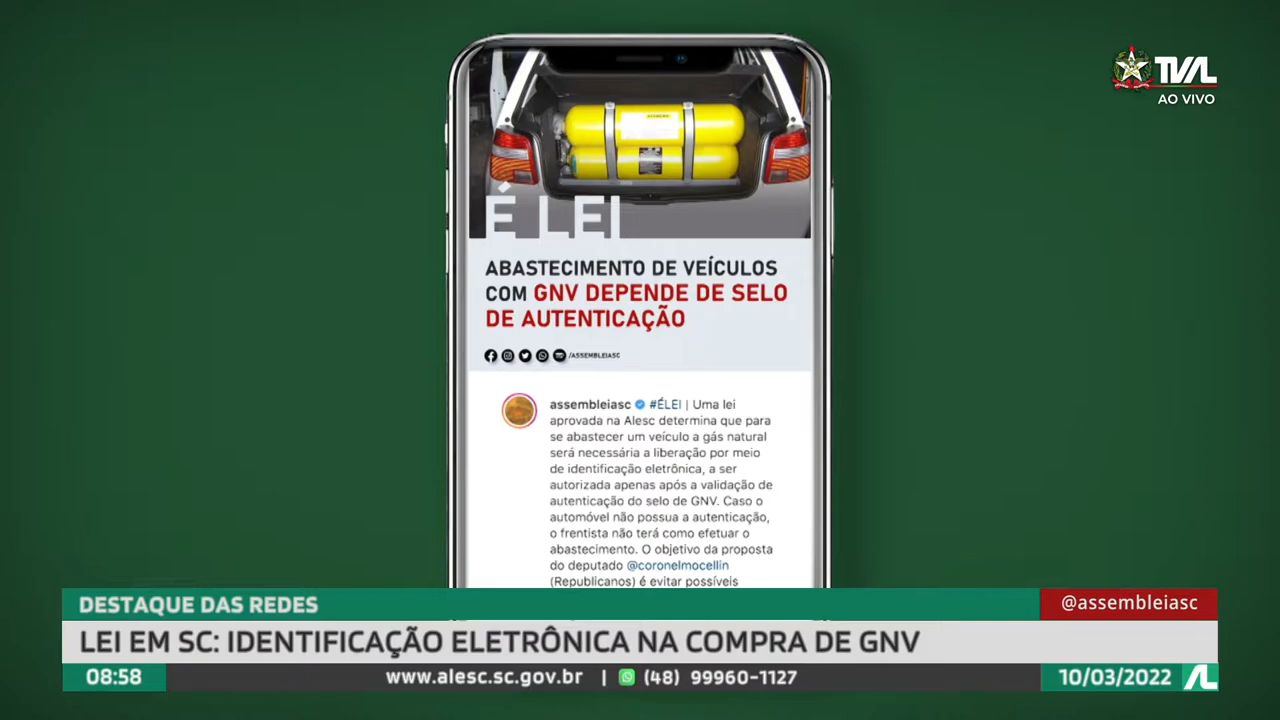 TVAL
AO VIVO
É LEI
ABASTECIMENTO DE VEÍCULOS
COM GNV DEPENDE DE SELO
DE AUTENTICAÇÃO
/ASSEMBLEIASC
assembleiasc #ÉLEI | Uma lei
aprovada na Alesc determina que para
se abastecer um veículo a gás natural
será necessária a liberação por meio
de identificação eletrônica, a ser
autorizada apenas após a validação de
autenticação do selo de GNV. Caso o
automóvel não possua a autenticação,
o frentista não terá como efetuar o
abastecimento. O objetivo da proposta
do deputado @coronelmocellin
(Republicanos) é evitar possíveis
DESTAQUE DAS REDES
@assembleiasc
LEI EM SC: IDENTIFICAÇÃO ELETRÔNICA NA COMPRA DE GNV
08:58
www.alesc.sc.gov.br | (48) 99960-1127
10/03/2022